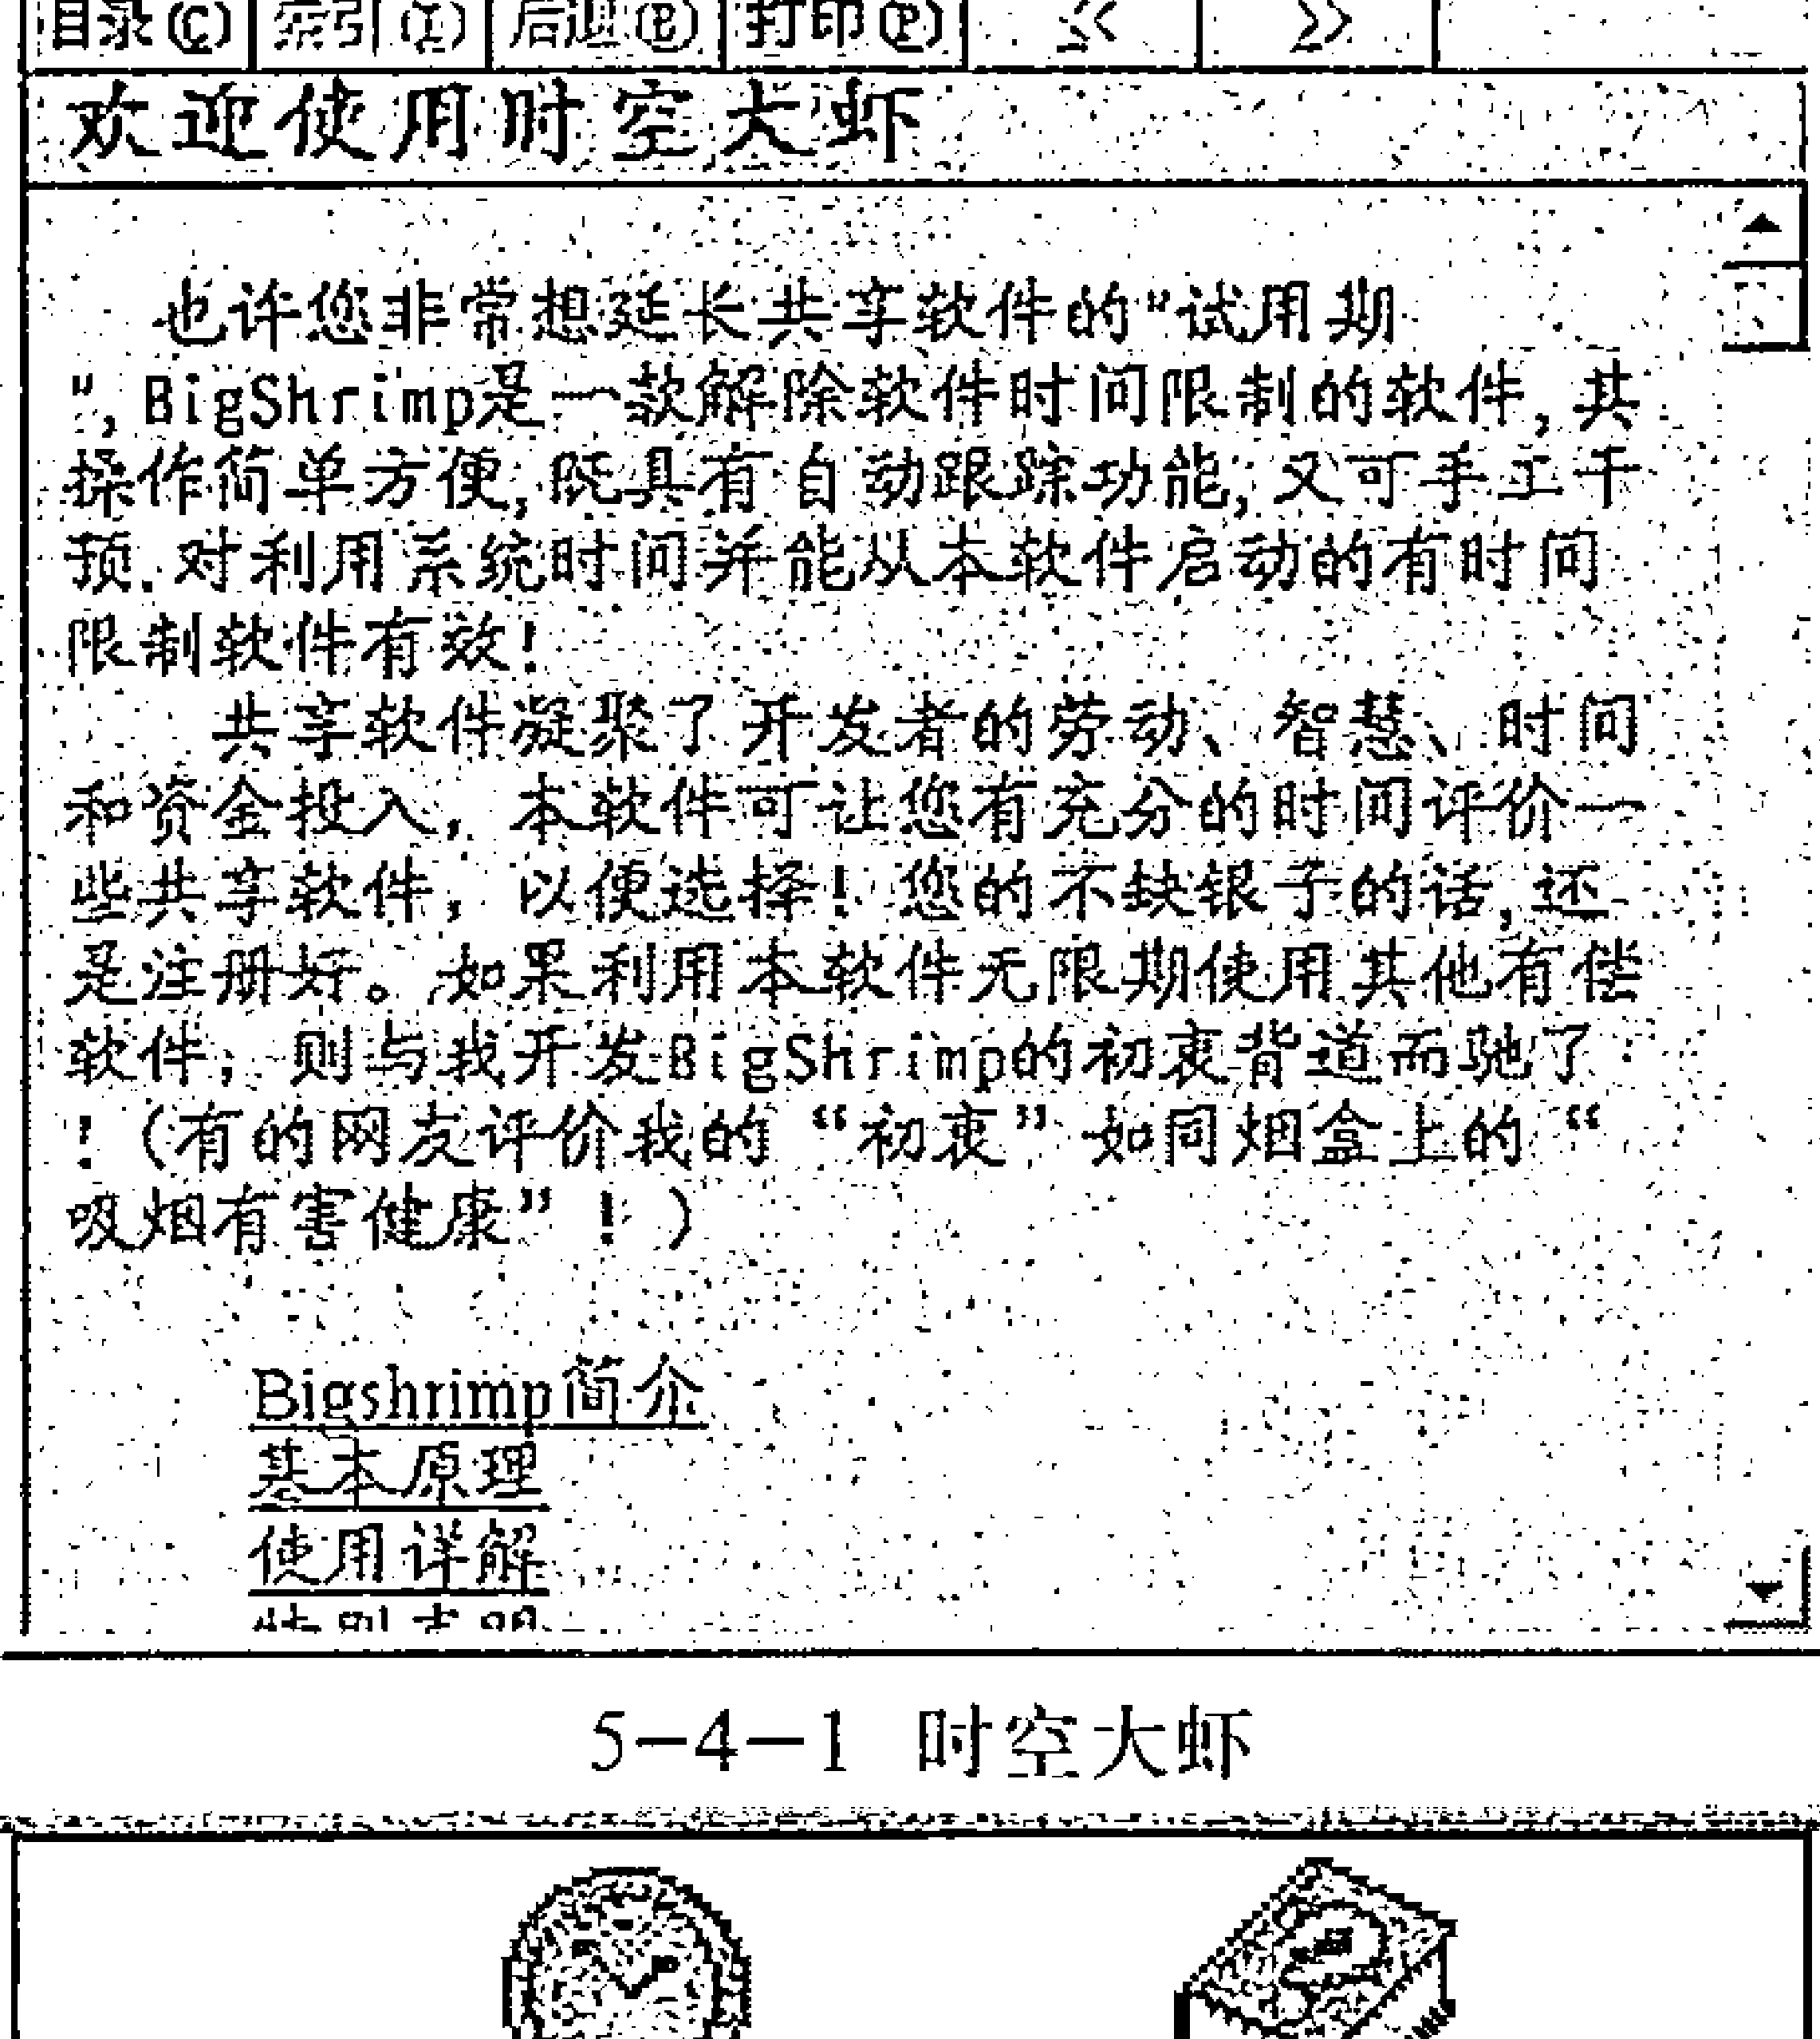 目录(C) 索引(I) 后退(B) 打印(P) << >>
欢迎使用时空大虾
也许您非常想延长共享软件的"试用期
",BigShrimp是一款解除软件时间限制的软件,其
操作简单方便,既具有自动跟踪功能,又可手工干
预.对利用系统时间并能从本软件启动的有时间
限制软件有效!
共享软件凝聚了开发者的劳动、智慧、时间
和资金投入，本软件可让您有充分的时间评价一
些共享软件，以便选择！您的不缺银子的话,还
是注册好。如果利用本软件无限期使用其他有偿
软件；则与我开发BigShrimp的初衷背道而驰了
！（有的网友评价我的“初衷”如同烟盒上的“
吸烟有害健康”！）
Bigshrimp简介
基本原理
使用详解
5-4-1 时空大虾